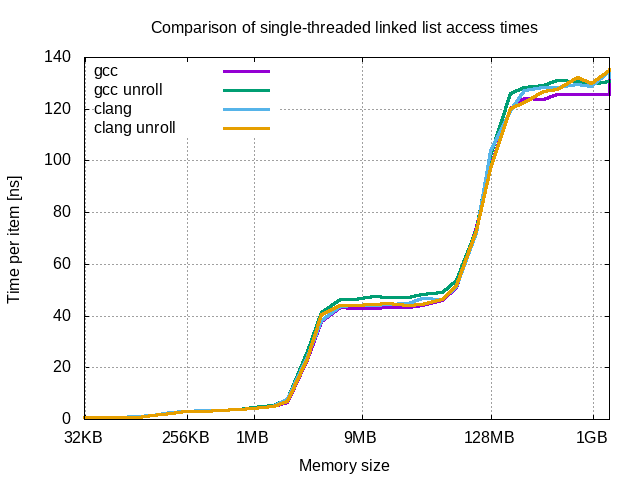 Comparison of single-threaded linked list access times
gcc
gcc unroll
clang
clang unroll
140
120
100
80
60
40
20
0
Time per item [ns]
32KB 256KB 1MB 9MB 128MB 1GB
Memory size